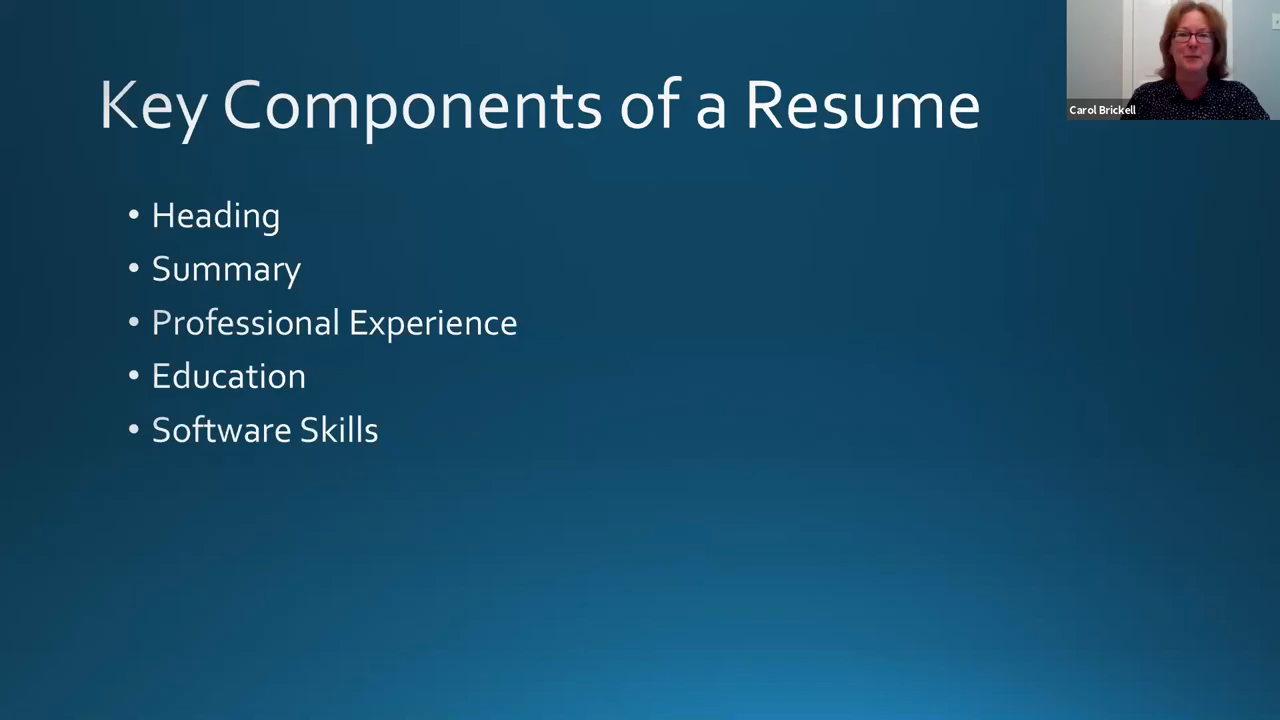 Key Components of a Resume
Carol Brickell
• Heading
• Summary
• Professional Experience
• Education
• Software Skills